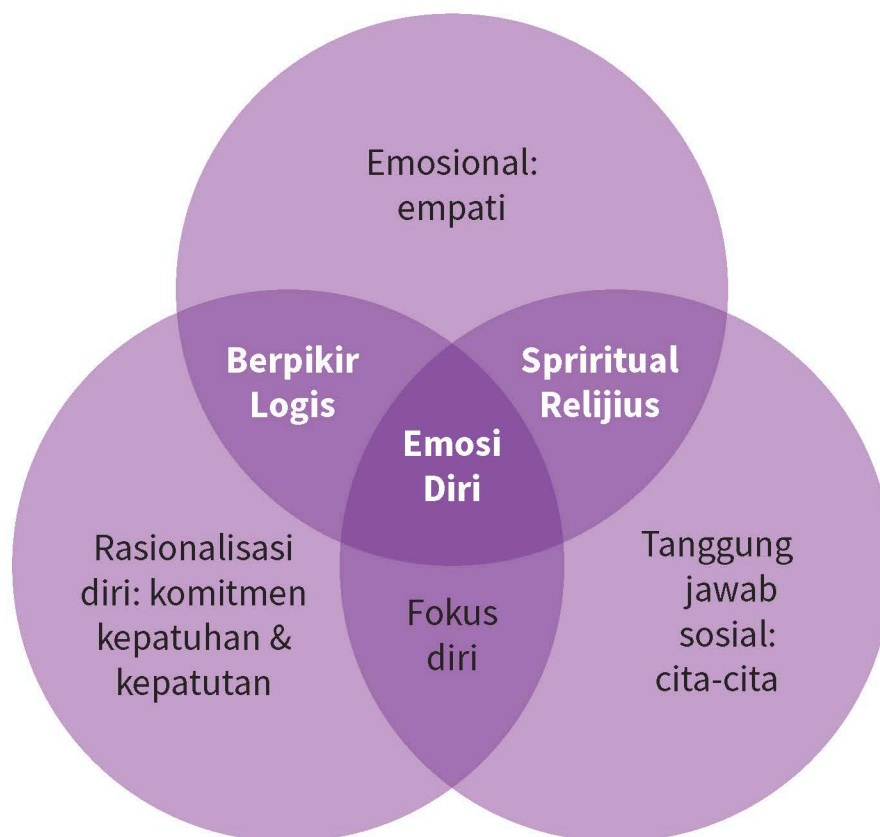 Emosional:
empati
Berpikir
Logis
Spriritual
Relijius
Emosi
Diri
Rasionalisasi
diri: komitmen
kepatuhan &
kepatutan
Fokus
diri
Tanggung
jawab
sosial:
cita-cita